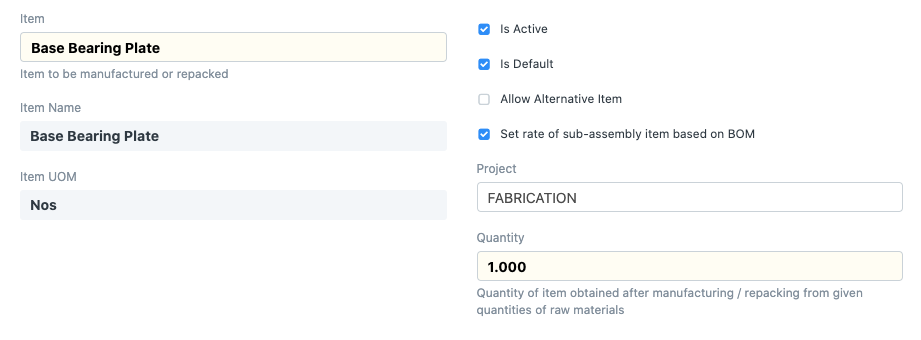 Item
Base Bearing Plate
Item to be manufactured or repacked
Item Name
Base Bearing Plate
Item UOM
Nos
Is Active
Is Default
Allow Alternative Item
Set rate of sub-assembly item based on BOM
Project
FABRICATION
Quantity
1.000
Quantity of item obtained after manufacturing / repacking from given
quantities of raw materials